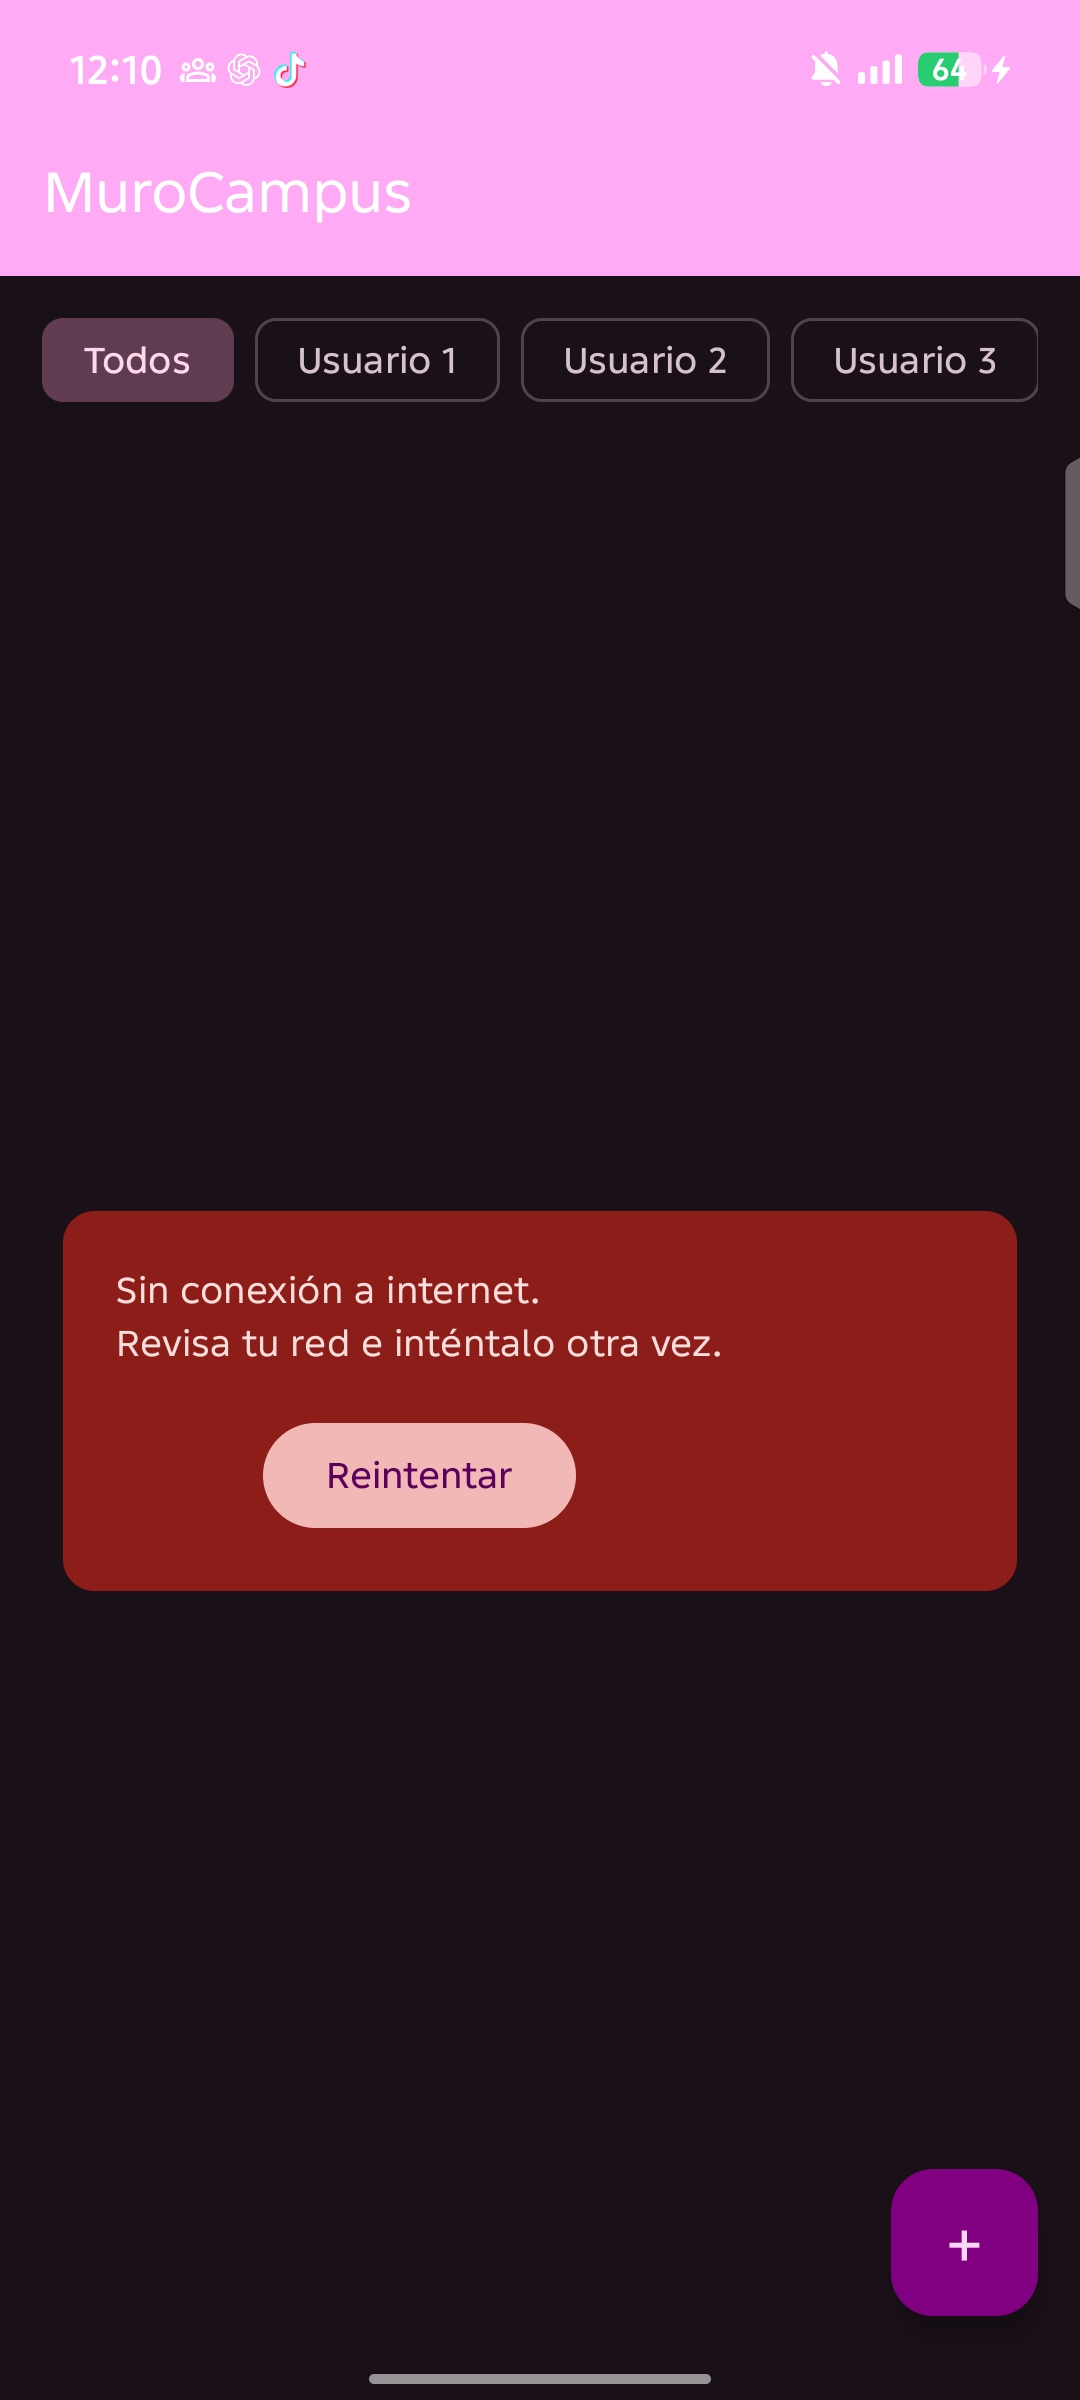 12:10
64
MuroCampus
Todos
Usuario 1
Usuario 2
Usuario 3
Sin conexión a internet.
Revisa tu red e inténtalo otra vez.
Reintentar
+